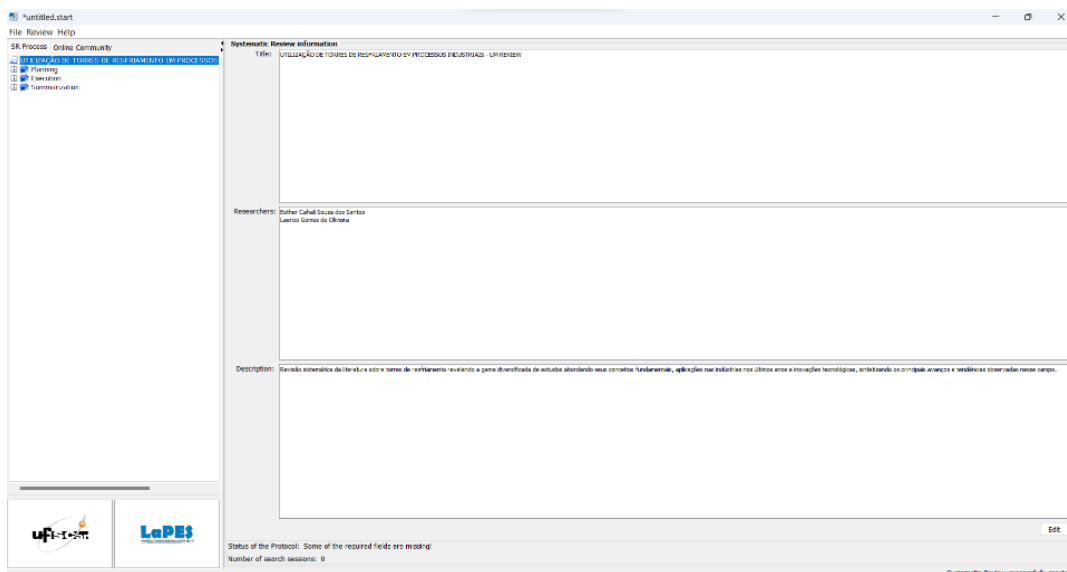 *untitled.start
File Review Help
SR Process Online Community
Systematic Review information
UTILIZAÇÃO DE TORRES DE RESFRIAMENTO EM PROCESSOS
Planning
Execution
Summarization
Title: UTILIZAÇÃO DE TORRES DE RESFRIAMENTO EM PROCESSOS INDUSTRIAIS - UM REVIEW
Researchers: Esther Cahali Souza dos Santos
Laercio Gomes de Oliveira
Description: Revisão sistemática da literatura sobre torres de resfriamento revelando a gama diversificada de estudos abordando seus conceitos fundamentais, aplicações nas indústrias nos últimos anos e inovações tecnológicas, sintetizando os principais avanços e tendências observadas nesse campo.
Edit
ufscar
LaPES
Status of the Protocol: Some of the required fields are missing!
Number of search sessions: 0